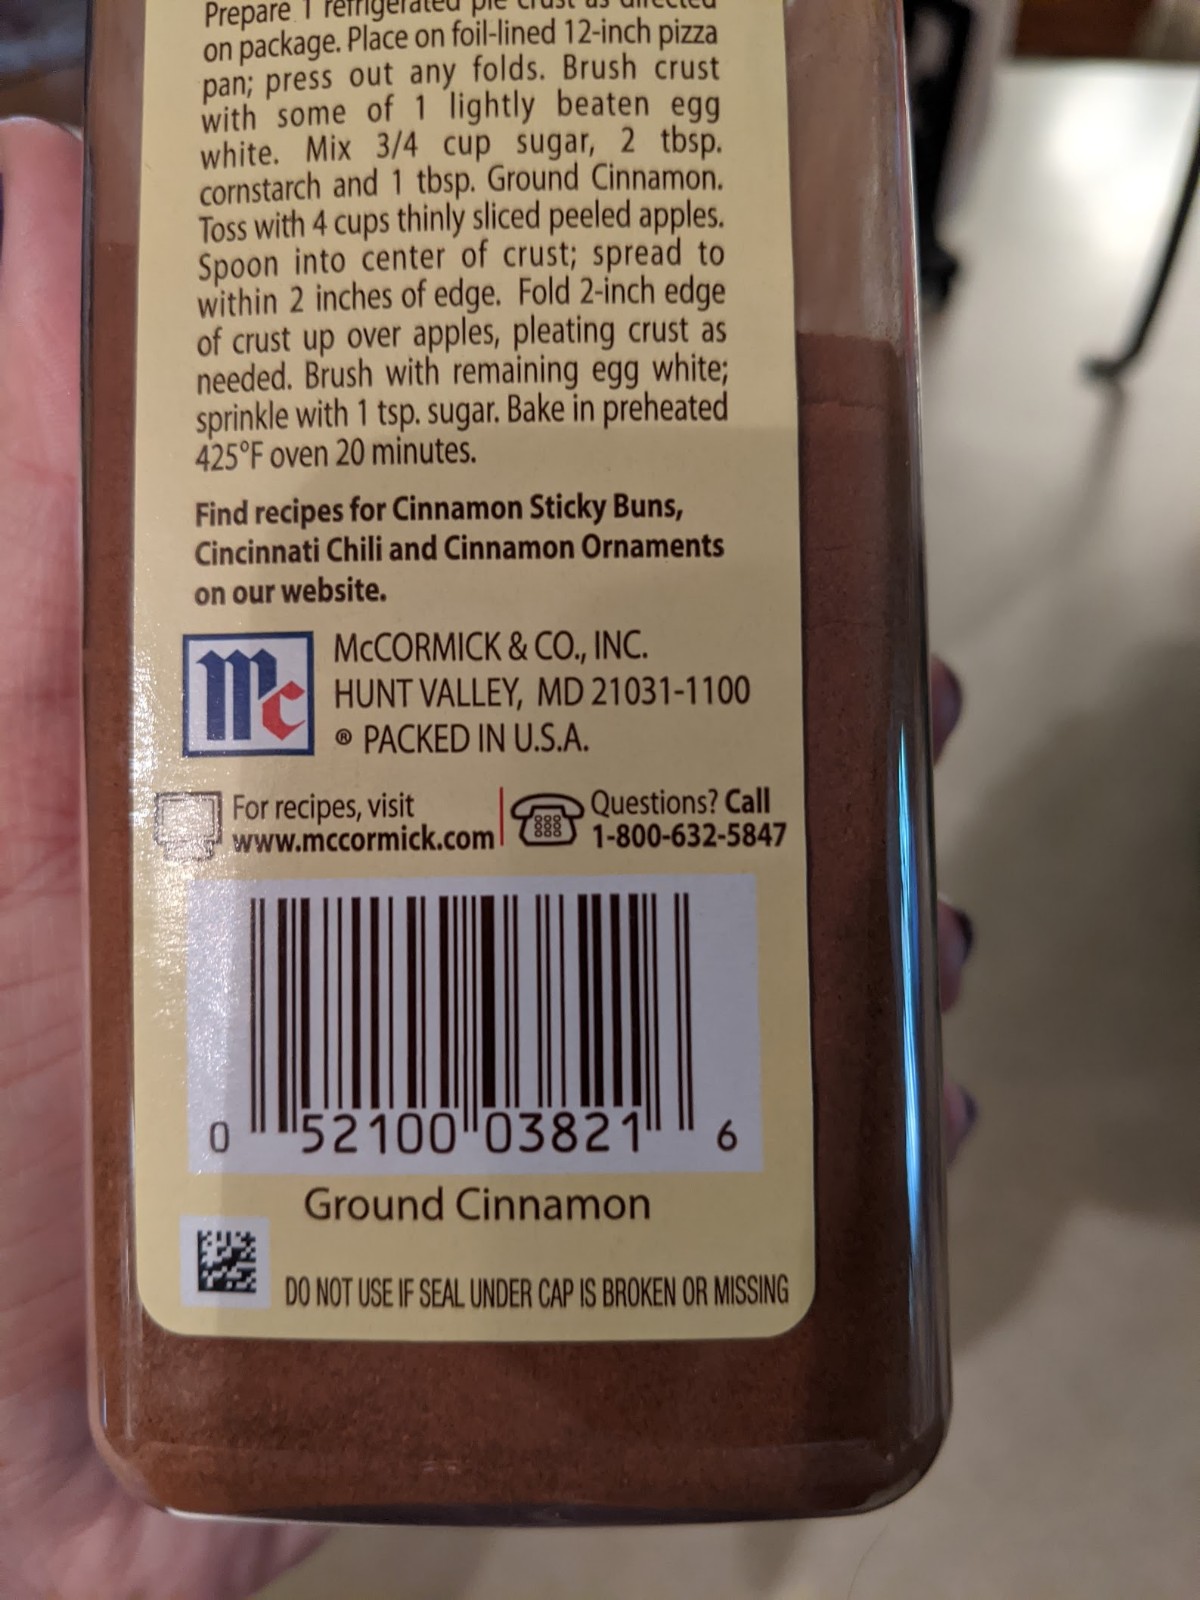 Prepare 1 refrigerated pie crust as directed
on package. Place on foil-lined 12-inch pizza
pan; press out any folds. Brush crust
with some of 1 lightly beaten egg
white. Mix 3/4 cup sugar, 2 tbsp.
cornstarch and 1 tbsp. Ground Cinnamon.
Toss with 4 cups thinly sliced peeled apples.
Spoon into center of crust; spread to
within 2 inches of edge. Fold 2-inch edge
of crust up over apples, pleating crust as
needed. Brush with remaining egg white;
sprinkle with 1 tsp. sugar. Bake in preheated
425°F oven 20 minutes.
Find recipes for Cinnamon Sticky Buns,
Cincinnati Chili and Cinnamon Ornaments
on our website.
Mc
McCORMICK & CO., INC.
HUNT VALLEY, MD 21031-1100
® PACKED IN U.S.A.
For recipes, visit
www.mccormick.com
Questions? Call
1-800-632-5847
0 52100 03821 6
Ground Cinnamon
DO NOT USE IF SEAL UNDER CAP IS BROKEN OR MISSING